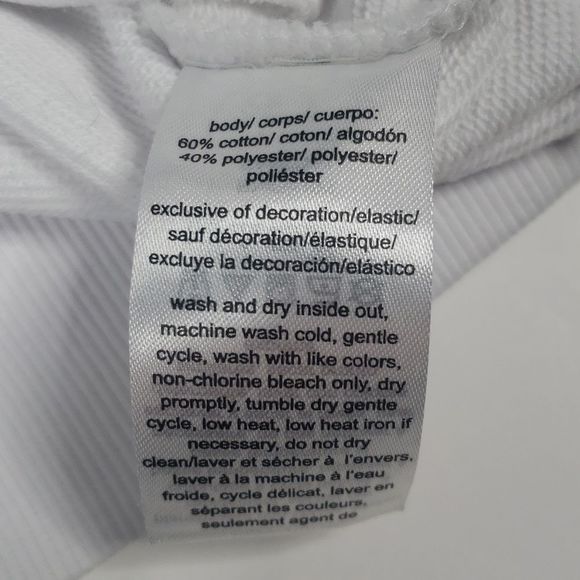 body/ corps/ cuerpo:
60% cotton/ coton/ algodón
40% polyester/ polyester/
poliéster
exclusive of decoration/elastic/
sauf décoration/élastique/
excluye la decoración/elástico
wash and dry inside out,
machine wash cold, gentle
cycle, wash with like colors,
non-chlorine bleach only, dry
promptly, tumble dry gentle
cycle, low heat, low heat iron if
necessary, do not dry
clean/laver et sécher à l'envers,
laver à la machine à l'eau
froide, cycle délicat, laver en
séparant les couleurs,
seulement agent de